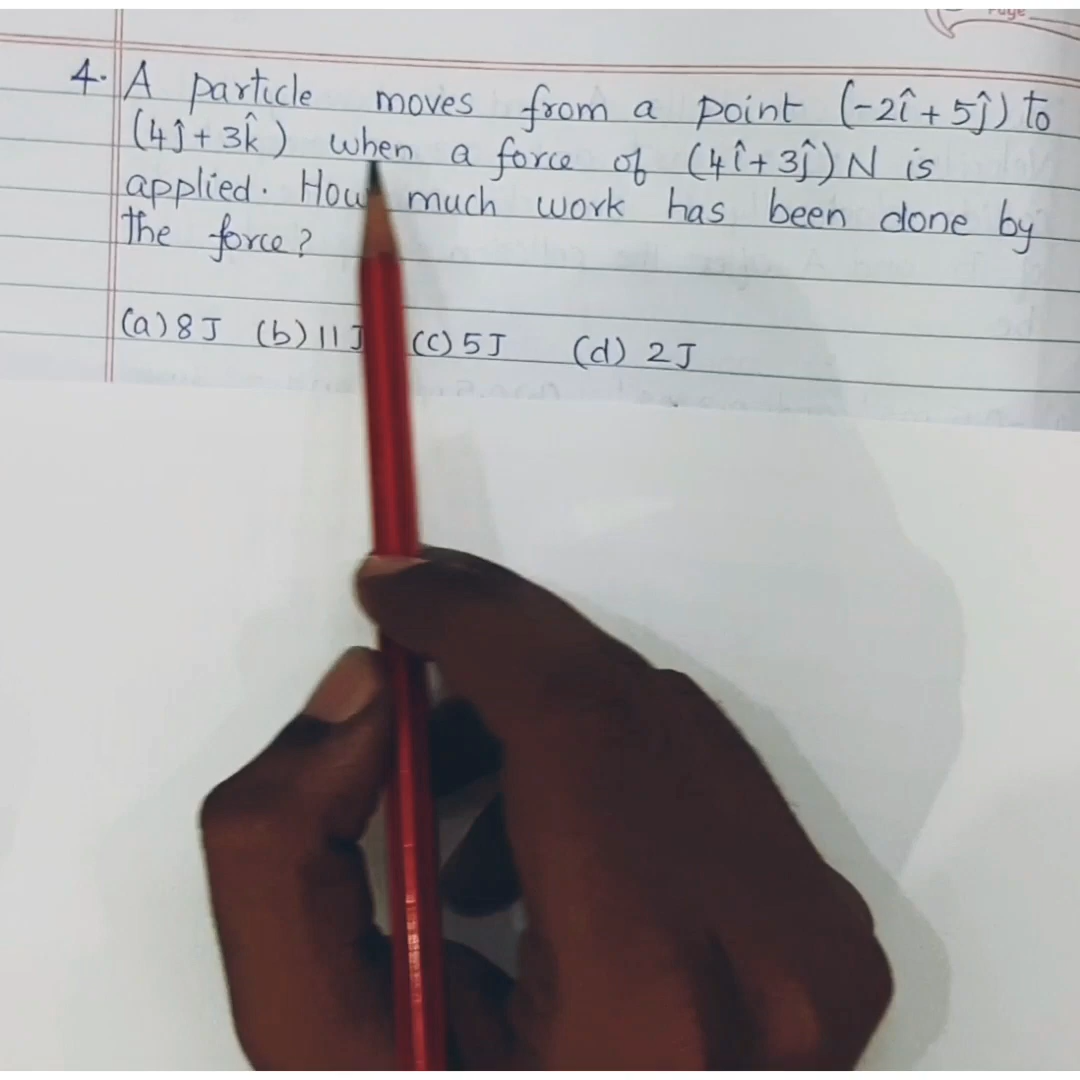 Page
4. A particle moves from a point (-2î + 5ĵ) to
(4ĵ + 3k̂) when a force of (4î + 3ĵ) N is
applied. How much work has been done by
the force?
(a) 8 J (b) 11 J (c) 5 J (d) 2 J